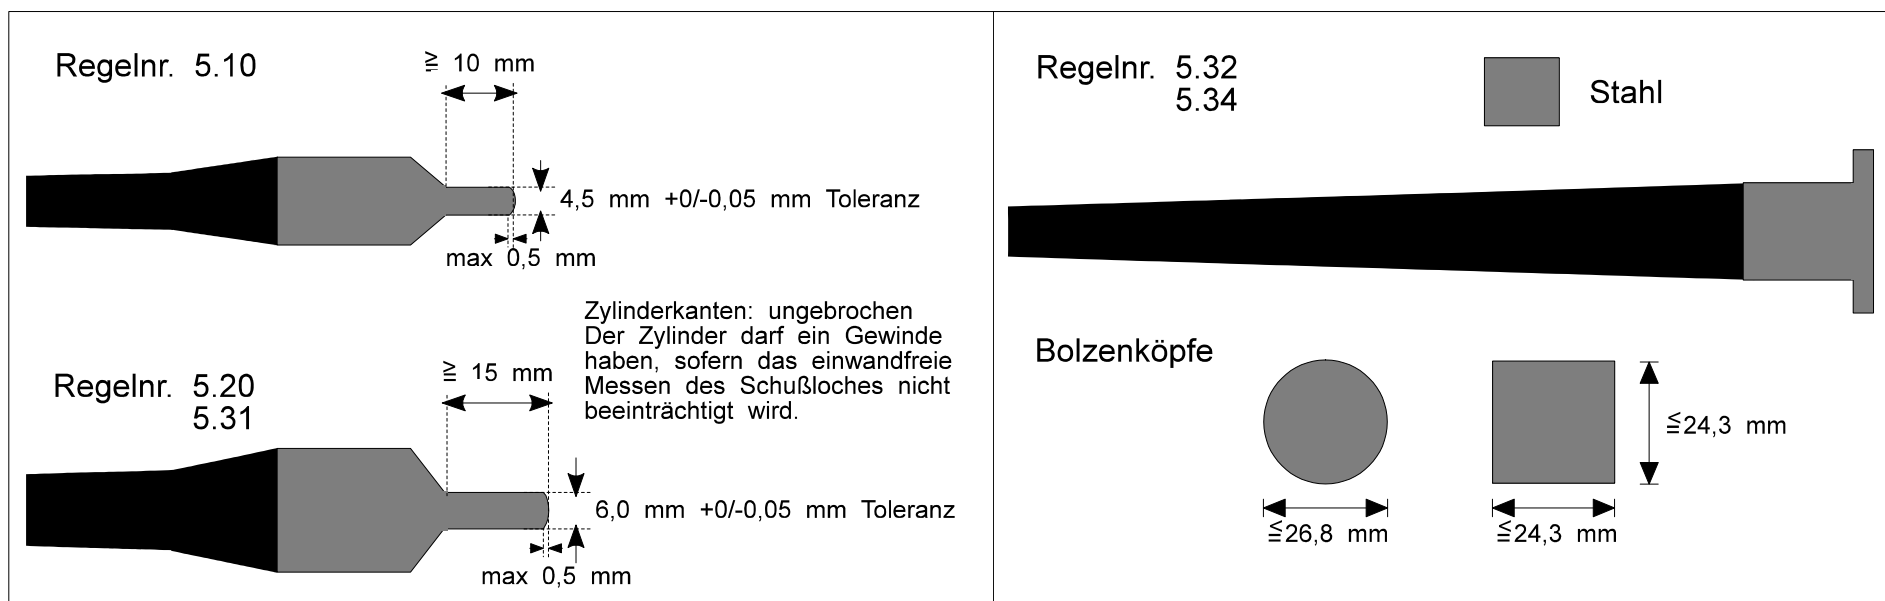 Regelnr. 5.10
≧ 10 mm
4,5 mm +0/-0,05 mm Toleranz
max 0,5 mm
Zylinderkanten: ungebrochen
Der Zylinder darf ein Gewinde
haben, sofern das einwandfreie
Messen des Schußloches nicht
beeinträchtigt wird.
Regelnr. 5.20
5.31
≧ 15 mm
6,0 mm +0/-0,05 mm Toleranz
max 0,5 mm
Regelnr. 5.32
5.34
Stahl
Bolzenköpfe
≦24,3 mm
≦26,8 mm
≦24,3 mm